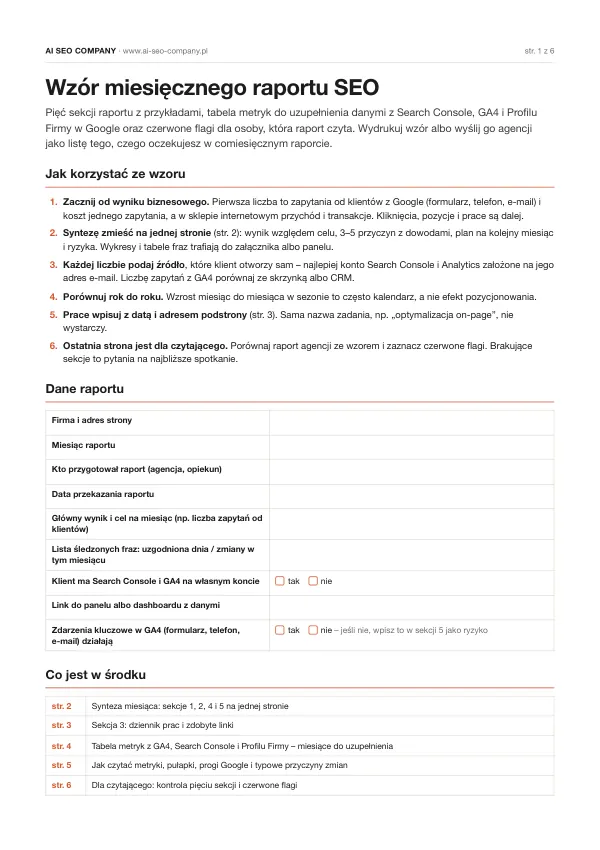 AI SEO COMPANY · www.ai-seo-company.pl
str. 1 z 6
Wzór miesięcznego raportu SEO
Pięć sekcji raportu z przykładami, tabela metryk do uzupełnienia danymi z Search Console, GA4 i Profilu
Firmy w Google oraz czerwone flagi dla osoby, która raport czyta. Wydrukuj wzór albo wyślij go agencji
jako listę tego, czego oczekujesz w comiesięcznym raporcie.
Jak korzystać ze wzoru
1. Zacznij od wyniku biznesowego. Pierwsza liczba to zapytania od klientów z Google (formularz, telefon, e-mail) i
koszt jednego zapytania, a w sklepie internetowym przychód i transakcje. Kliknięcia, pozycje i prace są dalej.
2. Syntezę zmieść na jednej stronie (str. 2): wynik względem celu, 3–5 przyczyn z dowodami, plan na kolejny miesiąc
i ryzyka. Wykresy i tabele fraz trafiają do załącznika albo panelu.
3. Każdej liczbie podaj źródło, które klient otworzy sam – najlepiej konto Search Console i Analytics założone na jego
adres e-mail. Liczbę zapytań z GA4 porównaj ze skrzynką albo CRM.
4. Porównuj rok do roku. Wzrost miesiąc do miesiąca w sezonie to często kalendarz, a nie efekt pozycjonowania.
5. Prace wpisuj z datą i adresem podstrony (str. 3). Sama nazwa zadania, np. „optymalizacja on-page”, nie
wystarczy.
6. Ostatnia strona jest dla czytającego. Porównaj raport agencji ze wzorem i zaznacz czerwone flagi. Brakujące
sekcje to pytania na najbliższe spotkanie.
Dane raportu
Firma i adres strony
Miesiąc raportu
Kto przygotował raport (agencja, opiekun)
Data przekazania raportu
Główny wynik i cel na miesiąc (np. liczba zapytań od
klientów)
Lista śledzonych fraz: uzgodniona dnia / zmiany w
tym miesiącu
Klient ma Search Console i GA4 na własnym koncie
tak nie
Link do panelu albo dashboardu z danymi
Zdarzenia kluczowe w GA4 (formularz, telefon,
e-mail) działają
tak nie – jeśli nie, wpisz to w sekcji 5 jako ryzyko
Co jest w środku
str. 2 Synteza miesiąca: sekcje 1, 2, 4 i 5 na jednej stronie
str. 3 Sekcja 3: dziennik prac i zdobyte linki
str. 4 Tabela metryk z GA4, Search Console i Profilu Firmy – miesiące do uzupełnienia
str. 5 Jak czytać metryki, pułapki, progi Google i typowe przyczyny zmian
str. 6 Dla czytającego: kontrola pięciu sekcji i czerwone flagi